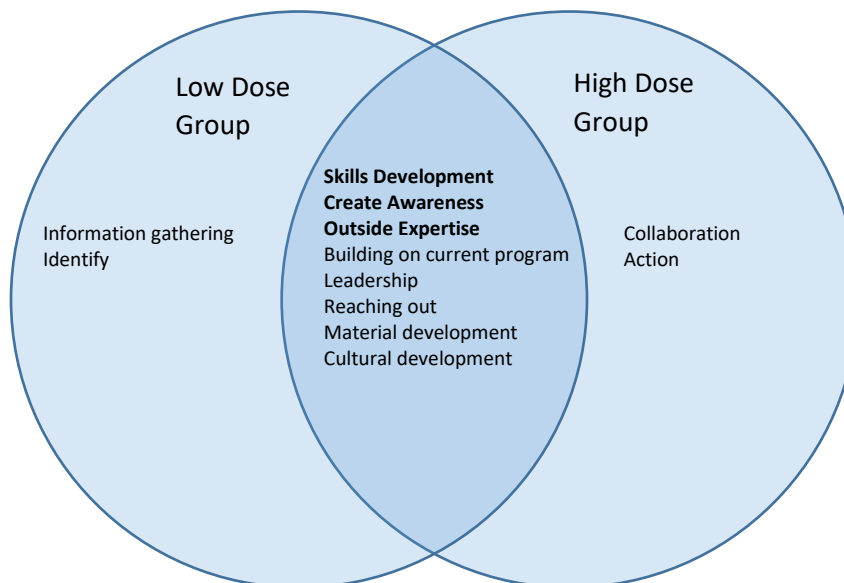 Low Dose
Group
High Dose
Group
Skills Development
Create Awareness
Outside Expertise
Building on current program
Leadership
Reaching out
Material development
Cultural development
Information gathering
Identify
Collaboration
Action